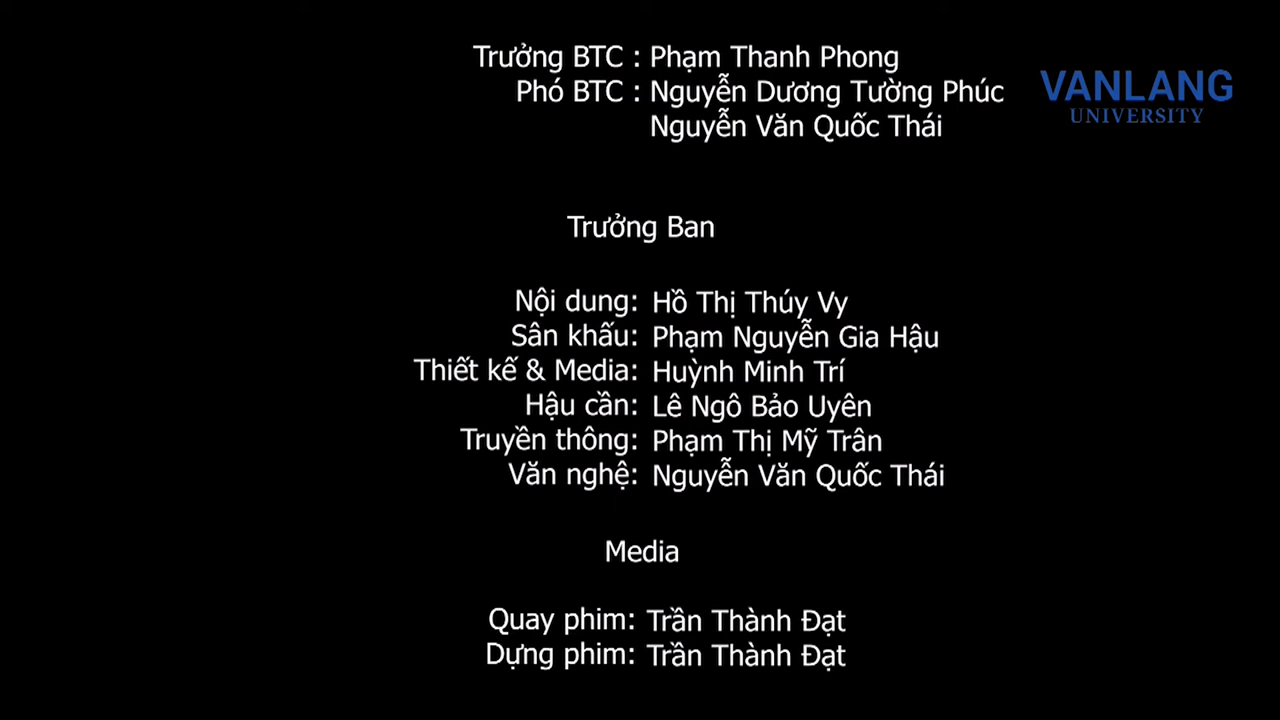 Trưởng BTC : Phạm Thanh Phong
Phó BTC : Nguyễn Dương Tường Phúc
Nguyễn Văn Quốc Thái
VANLANG
UNIVERSITY
Trưởng Ban
Nội dung: Hồ Thị Thúy Vy
Sân khấu: Phạm Nguyễn Gia Hậu
Thiết kế & Media: Huỳnh Minh Trí
Hậu cần: Lê Ngô Bảo Uyên
Truyền thông: Phạm Thị Mỹ Trân
Văn nghệ: Nguyễn Văn Quốc Thái
Media
Quay phim: Trần Thành Đạt
Dựng phim: Trần Thành Đạt